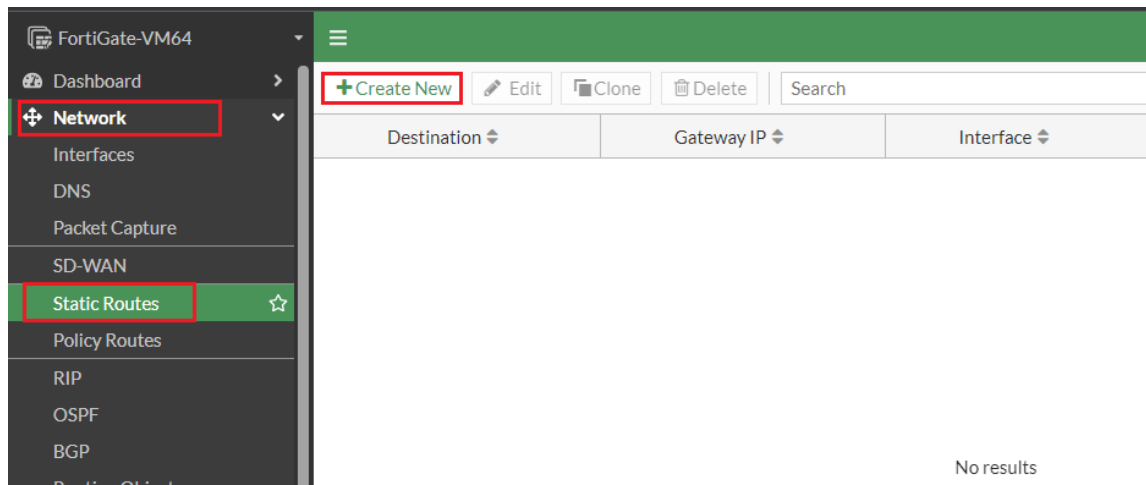 FortiGate-VM64
Dashboard
Network
Interfaces
DNS
Packet Capture
SD-WAN
Static Routes
Policy Routes
RIP
OSPF
BGP
+Create New Edit Clone Delete Search
Destination Gateway IP Interface
No results